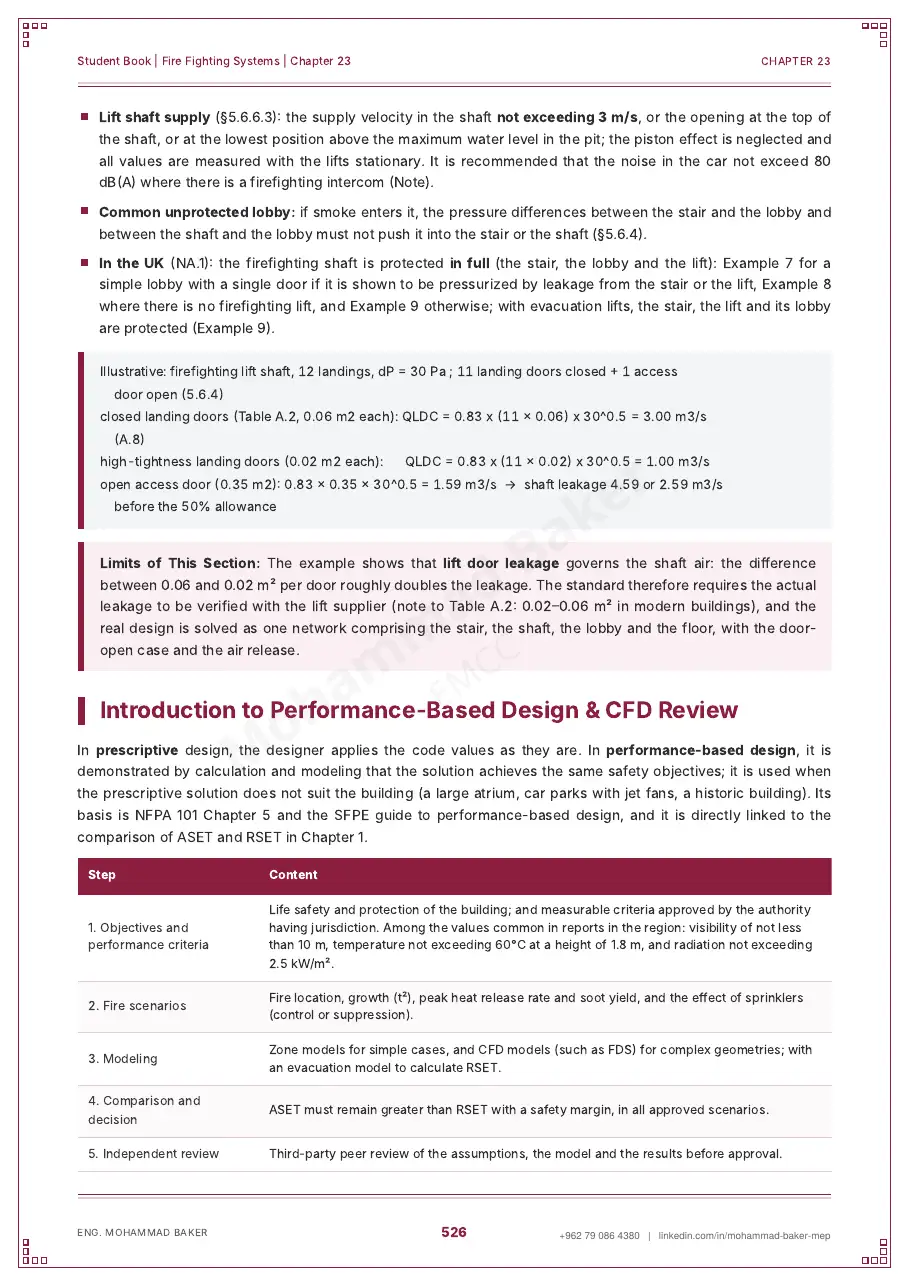 Student Book | Fire Fighting Systems | Chapter 23
CHAPTER 23
Lift shaft supply (§5.6.6.3): the supply velocity in the shaft not exceeding 3 m/s, or the opening at the top of
the shaft, or at the lowest position above the maximum water level in the pit; the piston effect is neglected and
all values are measured with the lifts stationary. It is recommended that the noise in the car not exceed 80
dB(A) where there is a firefighting intercom (Note).
Common unprotected lobby: if smoke enters it, the pressure differences between the stair and the lobby and
between the shaft and the lobby must not push it into the stair or the shaft (§5.6.4).
In the UK (NA.1): the firefighting shaft is protected in full (the stair, the lobby and the lift): Example 7 for a
simple lobby with a single door if it is shown to be pressurized by leakage from the stair or the lift, Example 8
where there is no firefighting lift, and Example 9 otherwise; with evacuation lifts, the stair, the lift and its lobby
are protected (Example 9).
Illustrative: firefighting lift shaft, 12 landings, dP = 30 Pa ; 11 landing doors closed + 1 access
door open (5.6.4)
closed landing doors (Table A.2, 0.06 m2 each): QLDC = 0.83 x (11 × 0.06) x 30^0.5 = 3.00 m3/s
(A.8)
high-tightness landing doors (0.02 m2 each): QLDC = 0.83 x (11 × 0.02) x 30^0.5 = 1.00 m3/s
open access door (0.35 m2): 0.83 × 0.35 × 30^0.5 = 1.59 m3/s → shaft leakage 4.59 or 2.59 m3/s
before the 50% allowance
Limits of This Section: The example shows that lift door leakage governs the shaft air: the difference
between 0.06 and 0.02 m² per door roughly doubles the leakage. The standard therefore requires the actual
leakage to be verified with the lift supplier (note to Table A.2: 0.02–0.06 m² in modern buildings), and the
real design is solved as one network comprising the stair, the shaft, the lobby and the floor, with the door-
open case and the air release.
Mohammad Baker
EMCC
Introduction to Performance-Based Design & CFD Review
In prescriptive design, the designer applies the code values as they are. In performance-based design, it is
demonstrated by calculation and modeling that the solution achieves the same safety objectives; it is used when
the prescriptive solution does not suit the building (a large atrium, car parks with jet fans, a historic building). Its
basis is NFPA 101 Chapter 5 and the SFPE guide to performance-based design, and it is directly linked to the
comparison of ASET and RSET in Chapter 1.
Step
Content
1. Objectives and
performance criteria
Life safety and protection of the building; and measurable criteria approved by the authority
having jurisdiction. Among the values common in reports in the region: visibility of not less
than 10 m, temperature not exceeding 60°C at a height of 1.8 m, and radiation not exceeding
2.5 kW/m².
2. Fire scenarios
Fire location, growth (t²), peak heat release rate and soot yield, and the effect of sprinklers
(control or suppression).
3. Modeling
Zone models for simple cases, and CFD models (such as FDS) for complex geometries; with
an evacuation model to calculate RSET.
4. Comparison and
decision
ASET must remain greater than RSET with a safety margin, in all approved scenarios.
5. Independent review
Third-party peer review of the assumptions, the model and the results before approval.
ENG. MOHAMMAD BAKER
526
+962 79 086 4380 | linkedin.com/in/mohammad-baker-mep